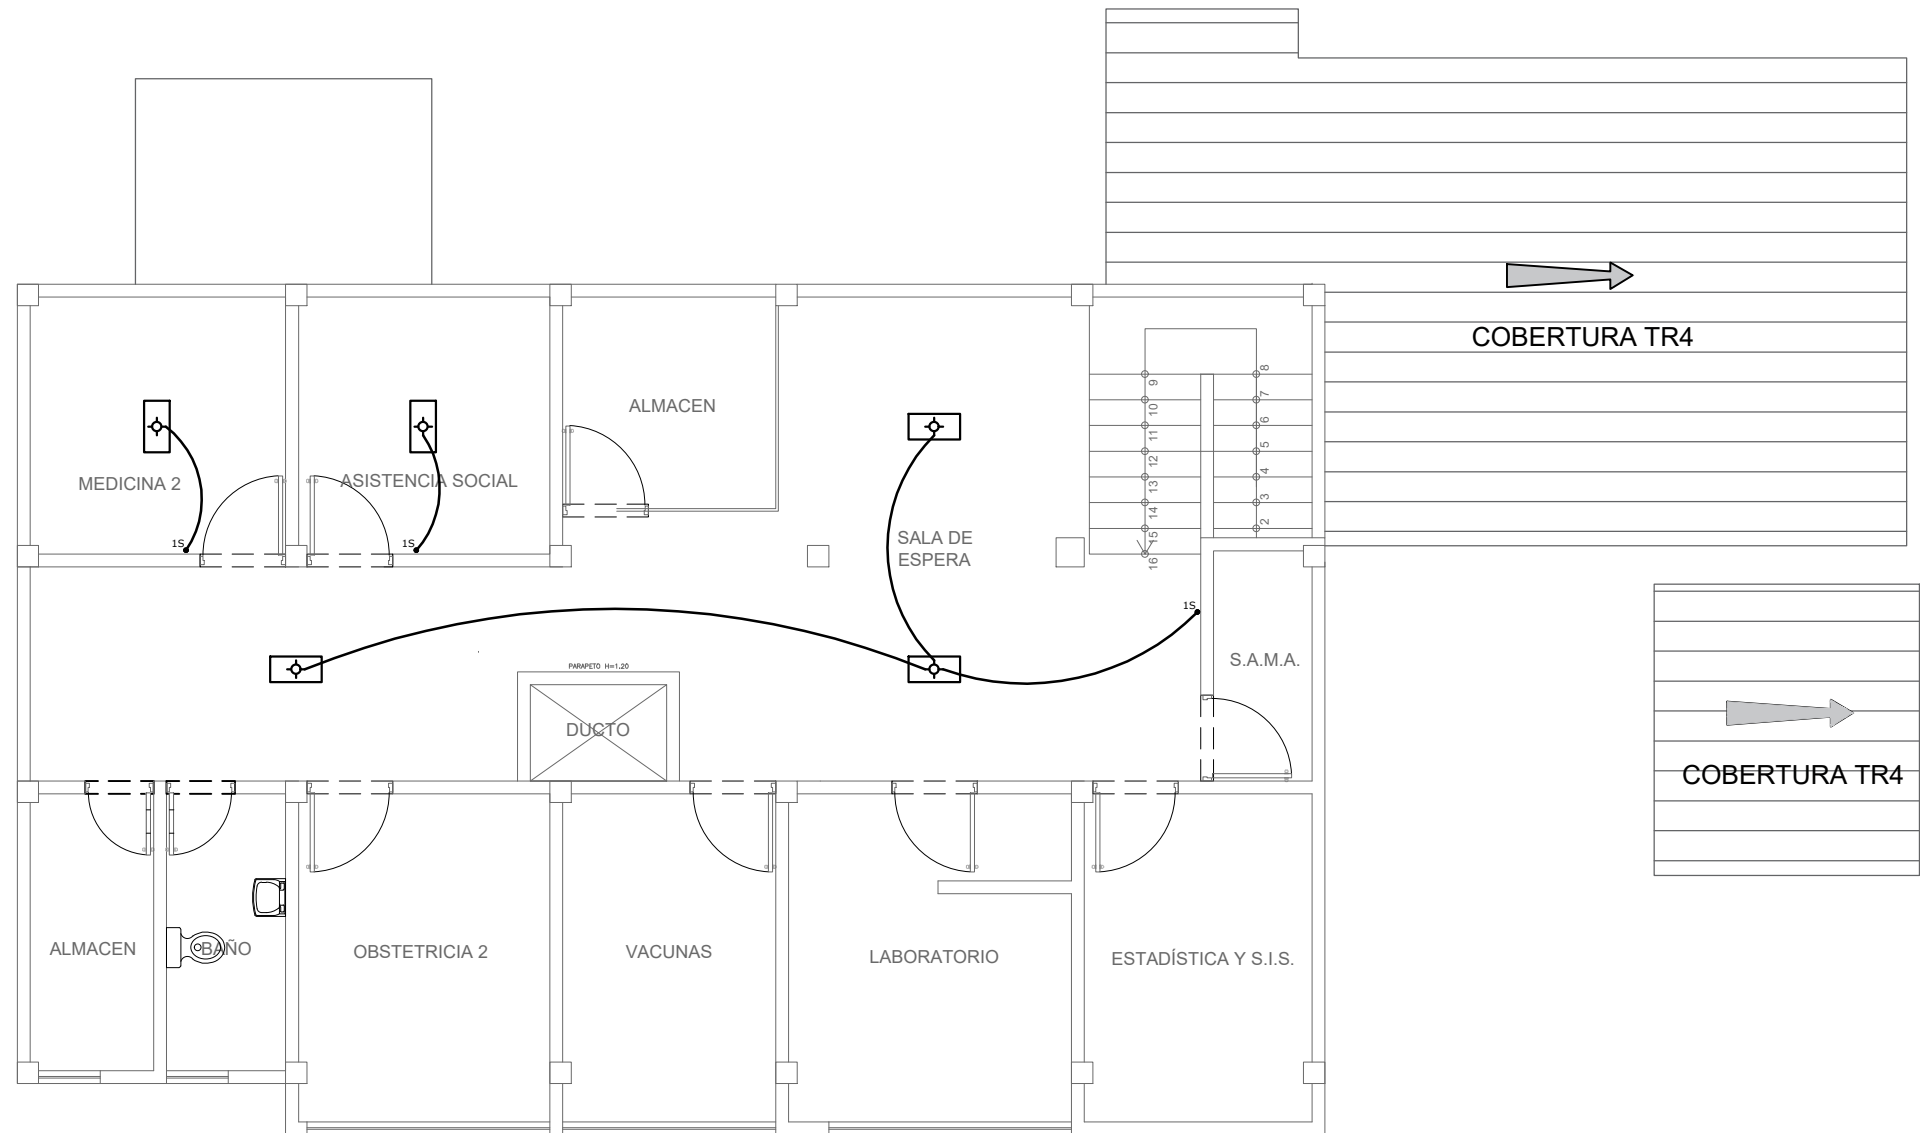 COBERTURA TR4
8
7
6
5
4
3
2
9
10
11
12
13
14
15
16
ALMACEN
MEDICINA 2
ASISTENCIA SOCIAL
1S
1S
SALA DE
ESPERA
1S
S.A.M.A.
PARAPETO H=1.20
DUCTO
COBERTURA TR4
ALMACEN
BAÑO
OBSTETRICIA 2
VACUNAS
LABORATORIO
ESTADÍSTICA Y S.I.S.